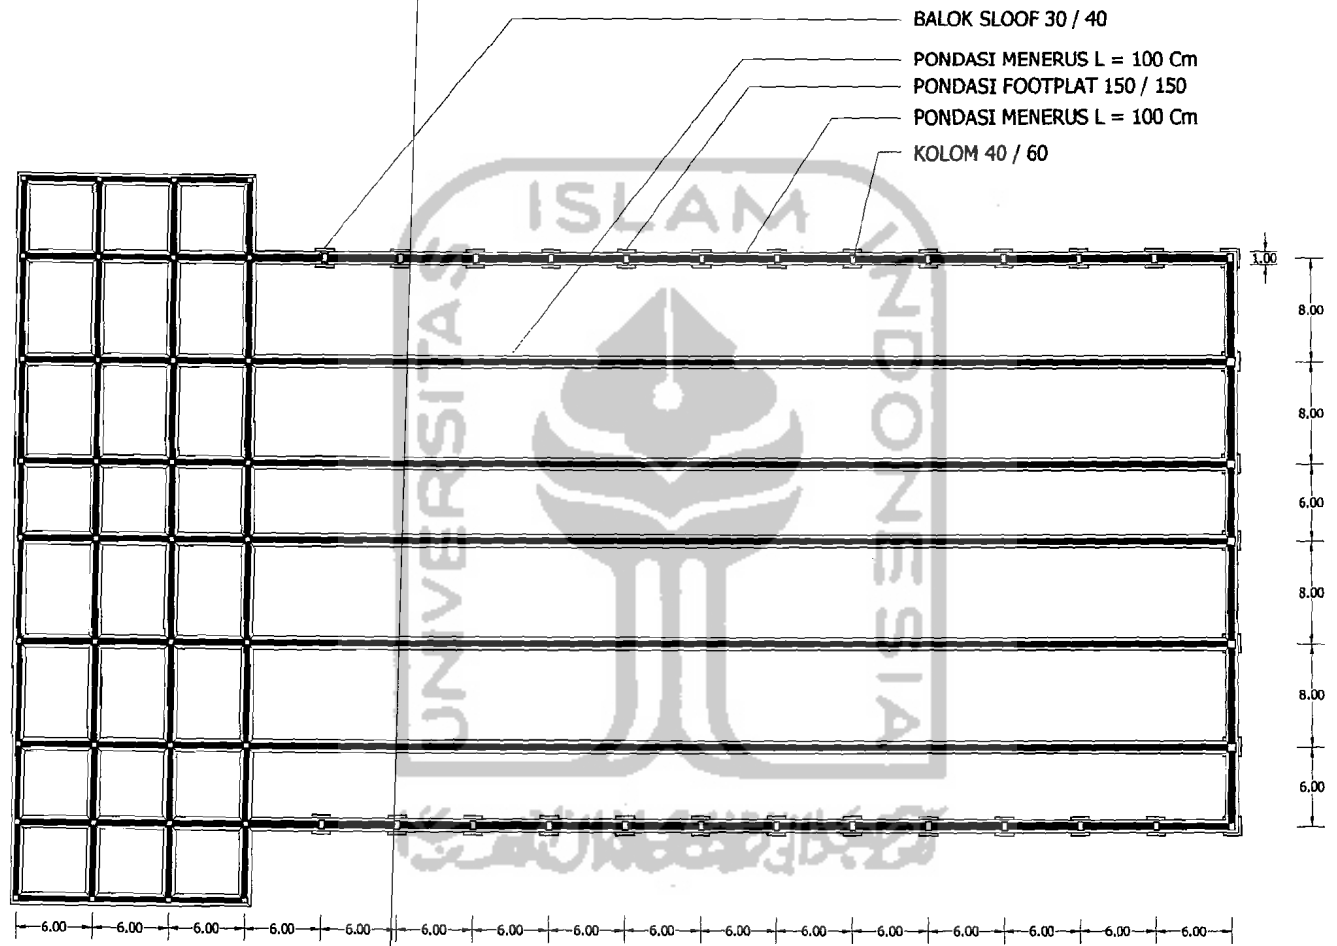 BALOK SLOOF 30 / 40
PONDASI MENERUS L = 100 Cm
PONDASI FOOTPLAT 150 / 150
PONDASI MENERUS L = 100 Cm
KOLOM 40 / 60
UNIVERSITAS
ISLAM
INDONESIA
1.00
8.00
8.00
6.00
8.00
8.00
6.00
6.00 6.00 6.00 6.00 6.00 6.00 6.00 6.00 6.00 6.00 6.00 6.00 6.00 6.00 6.00 6.00